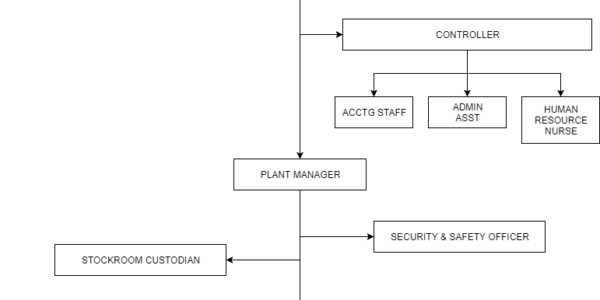 CONTROLLER
ACCTG STAFF
ADMIN
ASST
HUMAN
RESOURCE
NURSE
PLANT MANAGER
SECURITY & SAFETY OFFICER
STOCKROOM CUSTODIAN